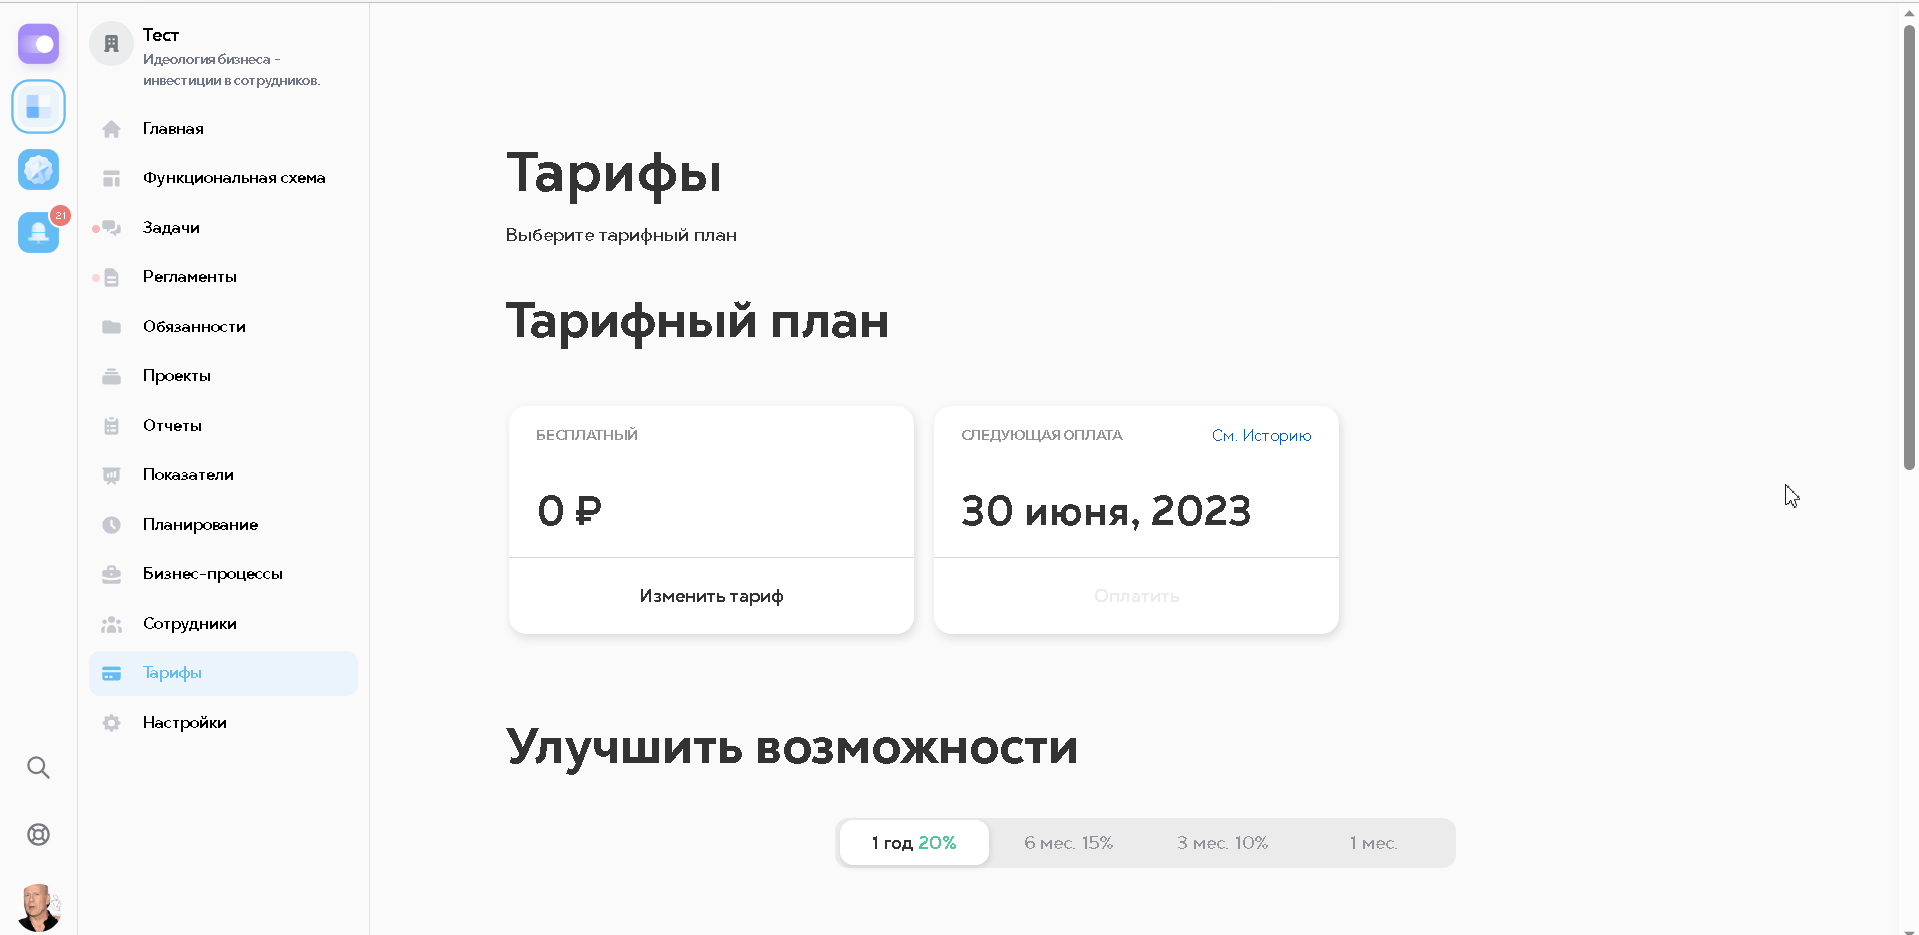 21
Тест
Идеология бизнеса -
инвестиции в сотрудников.
Главная
Функциональная схема
Задачи
Регламенты
Обязанности
Проекты
Отчеты
Показатели
Планирование
Бизнес-процессы
Сотрудники
Тарифы
Настройки
Тарифы
Выберите тарифный план
Тарифный план
БЕСПЛАТНЫЙ
0 ₽
Изменить тариф
СЛЕДУЮЩАЯ ОПЛАТА
См. Историю
30 июня, 2023
Оплатить
Улучшить возможности
1 год 20%
6 мес. 15%
3 мес. 10%
1 мес.